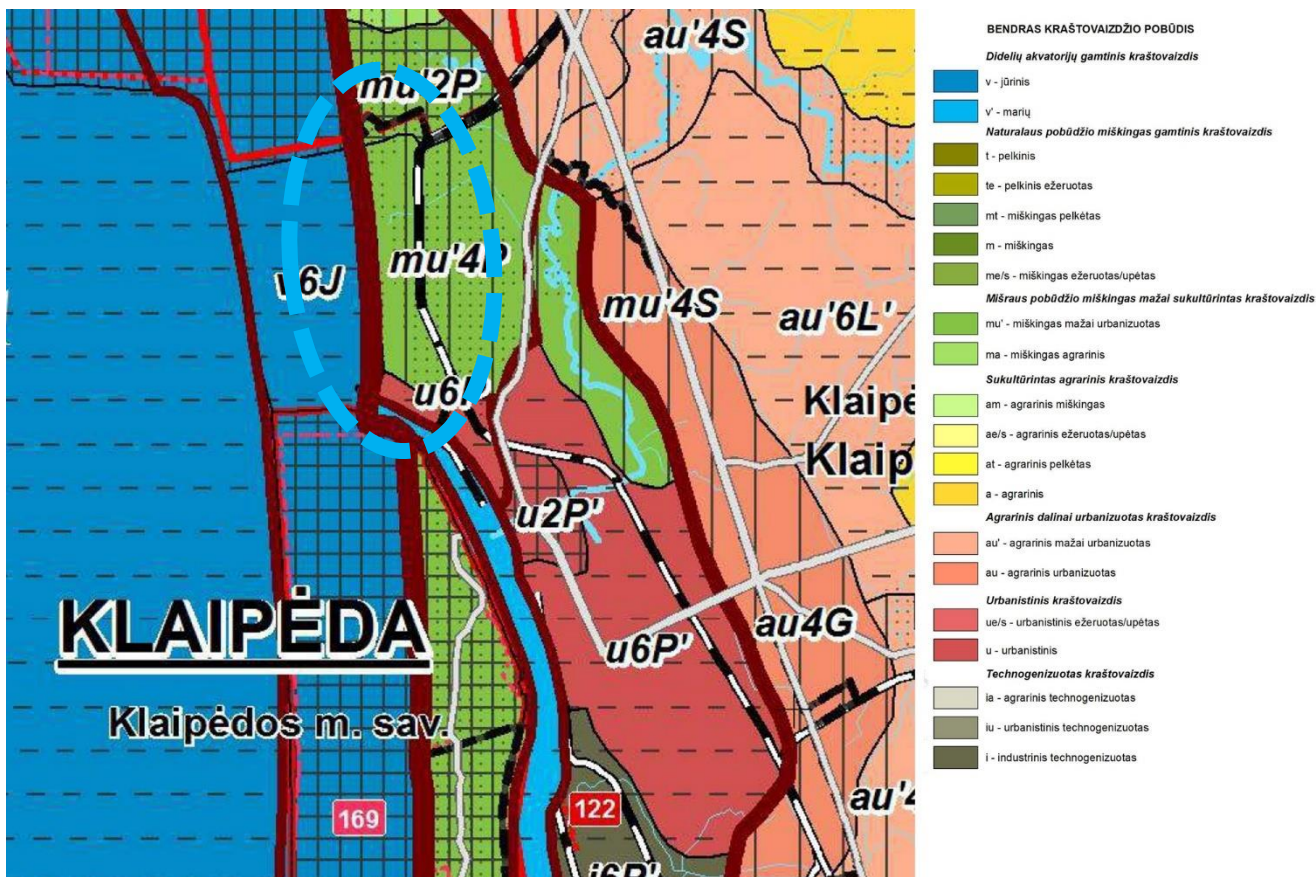 au'4S
mu'2P
v6J
mu'4P
mu'4S
au'6L'
Klaipė
Klaip
u6P
u2P'
KLAIPĖDA
Klaipėdos m. sav.
u6P'
au4G
au'4
169
122
i6P'
BENDRAS KRAŠTOVAIZDŽIO POBŪDIS
Didelių akvatorijų gamtinis kraštovaizdis
v - jūrinis
v' - marių
Naturalaus pobūdžio miškingas gamtinis kraštovaizdis
t - pelkinis
te - pelkinis ežeruotas
mt - miškingas pelkėtas
m - miškingas
me/s - miškingas ežeruotas/upėtas
Mišraus pobūdžio miškingas mažai sukultūrintas kraštovaizdis
mu' - miškingas mažai urbanizuotas
ma - miškingas agrarinis
Sukultūrintas agrarinis kraštovaizdis
am - agrarinis miškingas
ae/s - agrarinis ežeruotas/upėtas
at - agrarinis pelkėtas
a - agrarinis
Agrarinis dalinai urbanizuotas kraštovaizdis
au' - agrarinis mažai urbanizuotas
au - agrarinis urbanizuotas
Urbanistinis kraštovaizdis
ue/s - urbanistinis ežeruotas/upėtas
u - urbanistinis
Technogenizuotas kraštovaizdis
ia - agrarinis technogenizuotas
iu - urbanistinis technogenizuotas
i - industrinis technogenizuotas